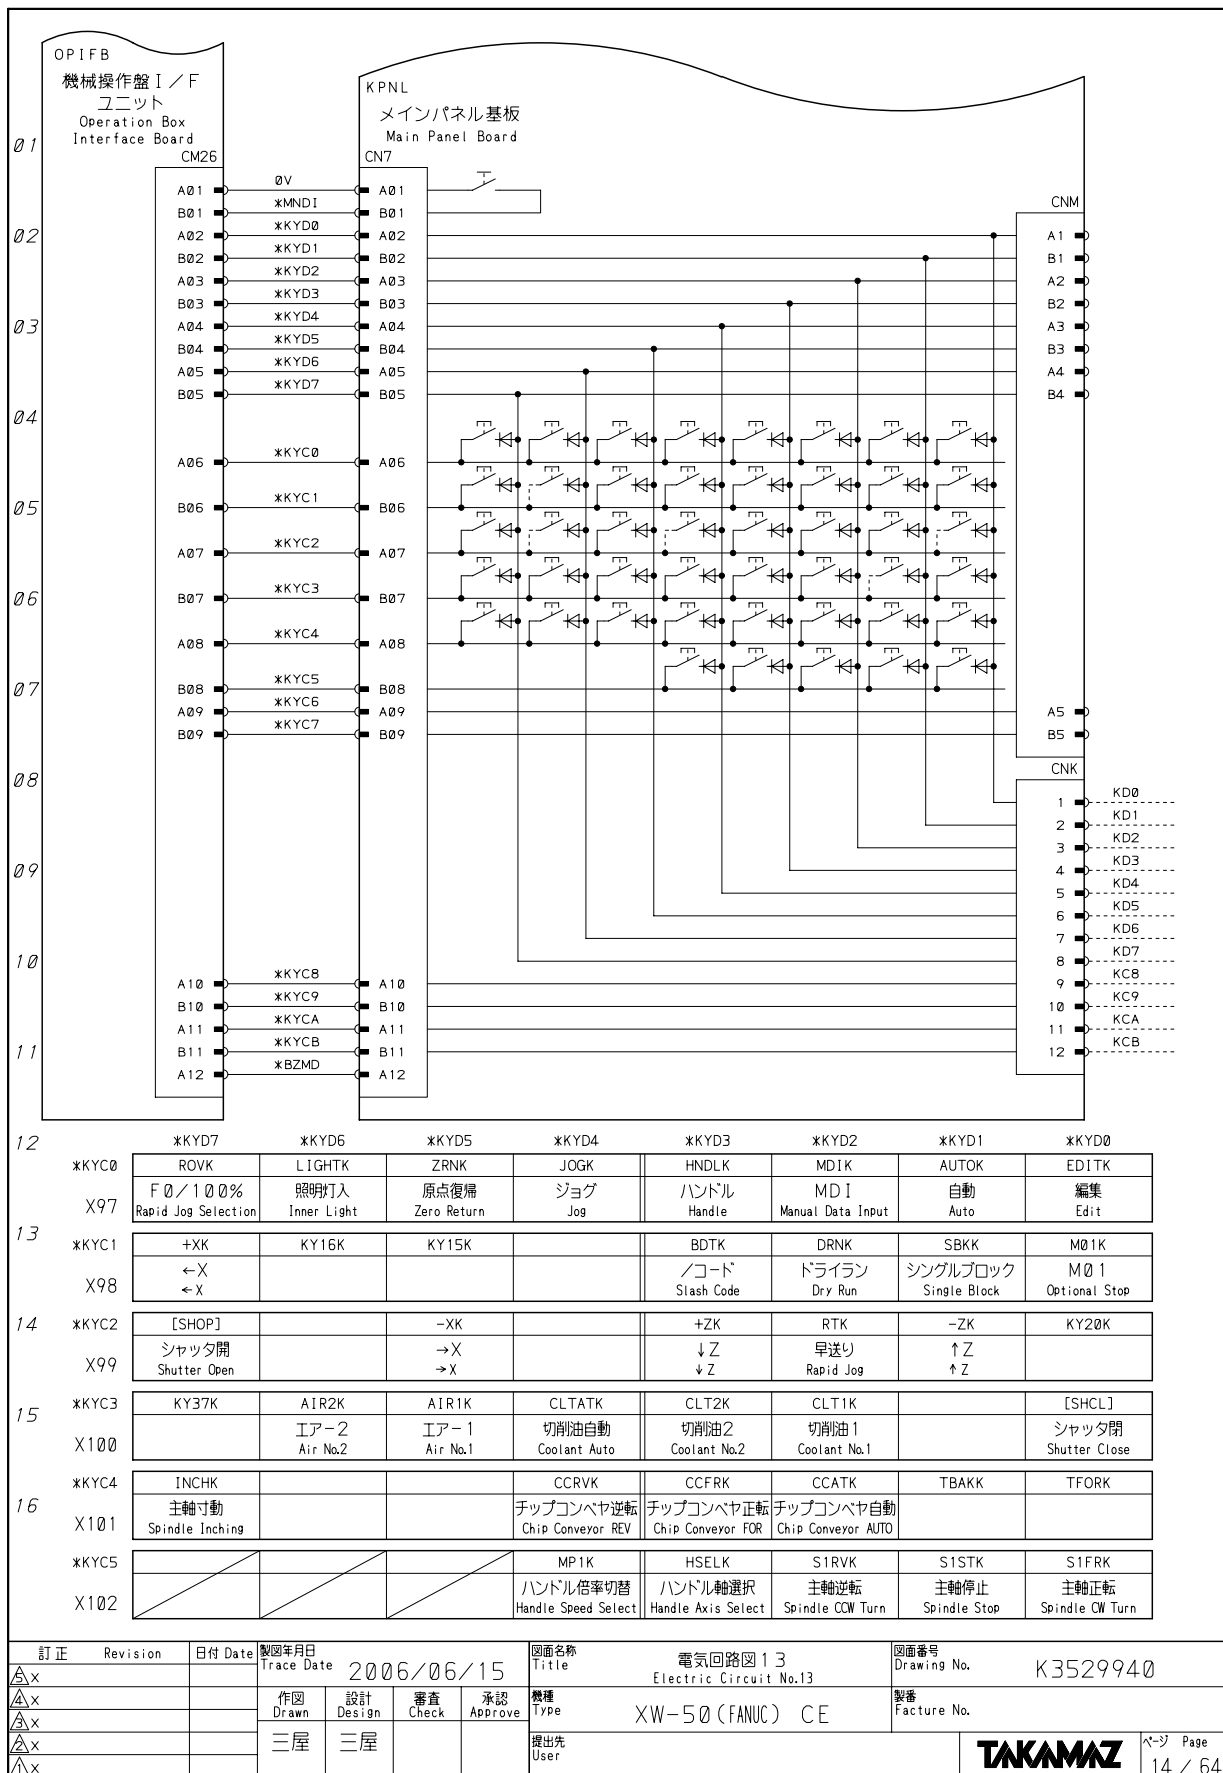 OPIFB
機械操作盤I/F
ユニット
Operation Box
Interface Board
KPNL
メインパネル基板
Main Panel Board
01
CM26
CN7
A01 0V A01
B01 *MNDI B01
CNM
02
A02 *KYD0 A02 A1
B02 *KYD1 B02 B1
A03 *KYD2 A03 A2
B03 *KYD3 B03 B2
03
A04 *KYD4 A04 A3
B04 *KYD5 B04 B3
A05 *KYD6 A05 A4
B05 *KYD7 B05 B4
04
A06 *KYC0 A06
05
B06 *KYC1 B06
A07 *KYC2 A07
06
B07 *KYC3 B07
A08 *KYC4 A08
07
B08 *KYC5 B08
A09 *KYC6 A09 A5
B09 *KYC7 B09 B5
08
CNK
1 KD0
2 KD1
3 KD2
09
4 KD3
5 KD4
6 KD5
7 KD6
10
8 KD7
A10 *KYC8 A10 9 KC8
B10 *KYC9 B10 10 KC9
A11 *KYCA A11 11 KCA
11
B11 *KYCB B11 12 KCB
A12 *BZMD A12
12
*KYD7 *KYD6 *KYD5 *KYD4 *KYD3 *KYD2 *KYD1 *KYD0
*KYC0 ROVK LIGHTK ZRNK JOGK HNDLK MDIK AUTOK EDITK
X97 F0/100% 照明灯入 原点復帰 ジョグ ハンドル MDI 自動 編集
Rapid Jog Selection Inner Light Zero Return Jog Handle Manual Data Input Auto Edit
13
*KYC1 +XK KY16K KY15K BDTK DRNK SBKK M01K
X98 ←X /コード ドライラン シングルブロック M01
←X Slash Code Dry Run Single Block Optional Stop
14
*KYC2 [SHOP] -XK +ZK RTK -ZK KY20K
X99 シャッタ開 →X ↓Z 早送り ↑Z
Shutter Open →X ↓Z Rapid Jog ↑Z
15
*KYC3 KY37K AIR2K AIR1K CLTATK CLT2K CLT1K [SHCL]
X100 エアー2 エアー1 切削油自動 切削油2 切削油1 シャッタ閉
Air No.2 Air No.1 Coolant Auto Coolant No.2 Coolant No.1 Shutter Close
16
*KYC4 INCHK CCRVK CCFRK CCATK TBAKK TFORK
X101 主軸寸動 チップコンベヤ逆転 チップコンベヤ正転 チップコンベヤ自動
Spindle Inching Chip Conveyor REV Chip Conveyor FOR Chip Conveyor AUTO
*KYC5 MP1K HSELK S1RVK S1STK S1FRK
X102 ハンドル倍率切替 ハンドル軸選択 主軸逆転 主軸停止 主軸正転
Handle Speed Select Handle Axis Select Spindle CCW Turn Spindle Stop Spindle CW Turn
訂正 Revision 日付 Date
5 ×
4 ×
3 ×
2 ×
1 ×
製図年月日
Trace Date 2006/06/15
作図 設計 審査 承認
Drawn Design Check Approve
三屋 三屋
図面名称 電気回路図13
Title Electric Circuit No.13
図面番号
Drawing No. K3529940
機種
Type XW-50(FANUC) CE
製番
Facture No.
提出先
User
TAKAMAZ
ページ Page
14/64